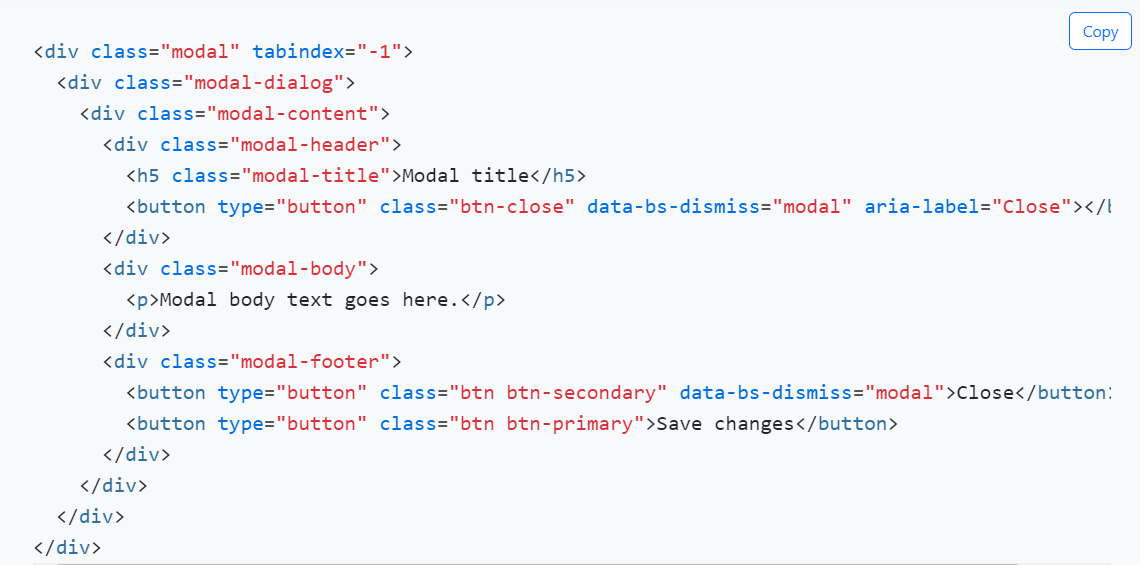 Copy
<div class="modal" tabindex="-1">
  <div class="modal-dialog">
    <div class="modal-content">
      <div class="modal-header">
        <h5 class="modal-title">Modal title</h5>
        <button type="button" class="btn-close" data-bs-dismiss="modal" aria-label="Close"></
      </div>
      <div class="modal-body">
        <p>Modal body text goes here.</p>
      </div>
      <div class="modal-footer">
        <button type="button" class="btn btn-secondary" data-bs-dismiss="modal">Close</button
        <button type="button" class="btn btn-primary">Save changes</button>
      </div>
    </div>
  </div>
</div>